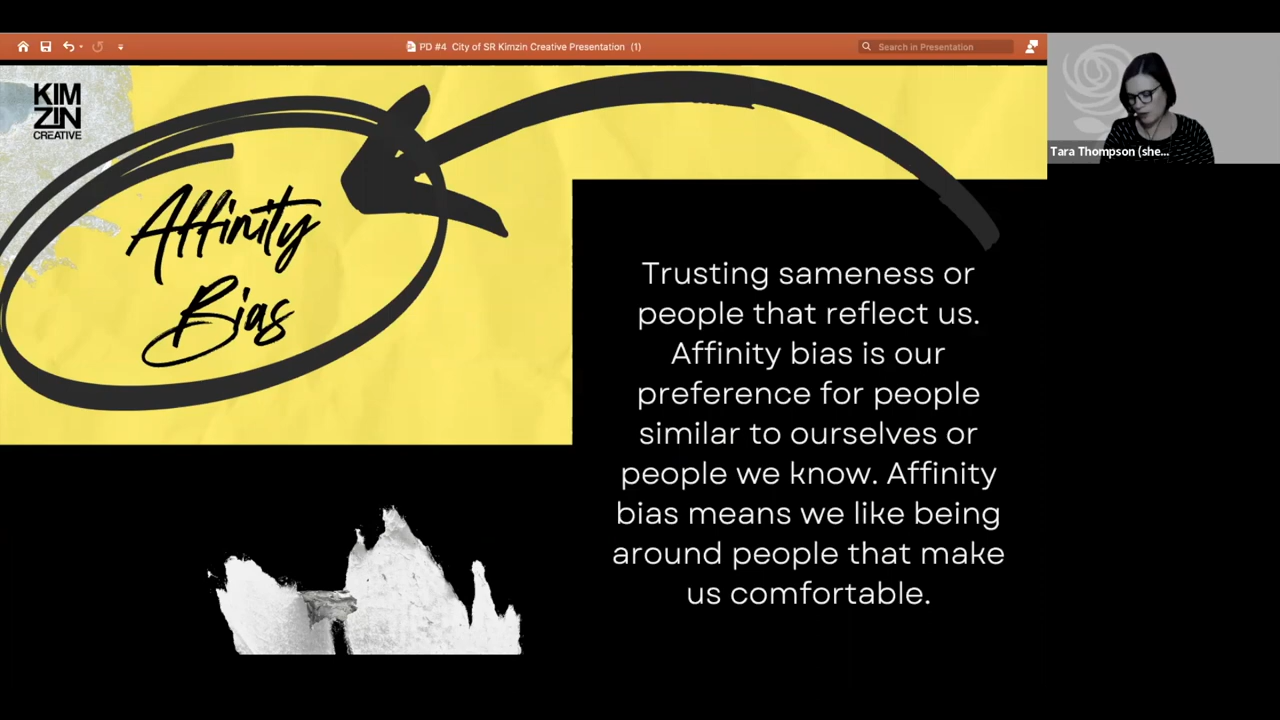 PD #4 City of SR Kimzin Creative Presentation (1)
Search in Presentation
KIM
ZIN
CREATIVE
Affinity
Bias
Trusting sameness or
people that reflect us.
Affinity bias is our
preference for people
similar to ourselves or
people we know. Affinity
bias means we like being
around people that make
us comfortable.
Tara Thompson (she...